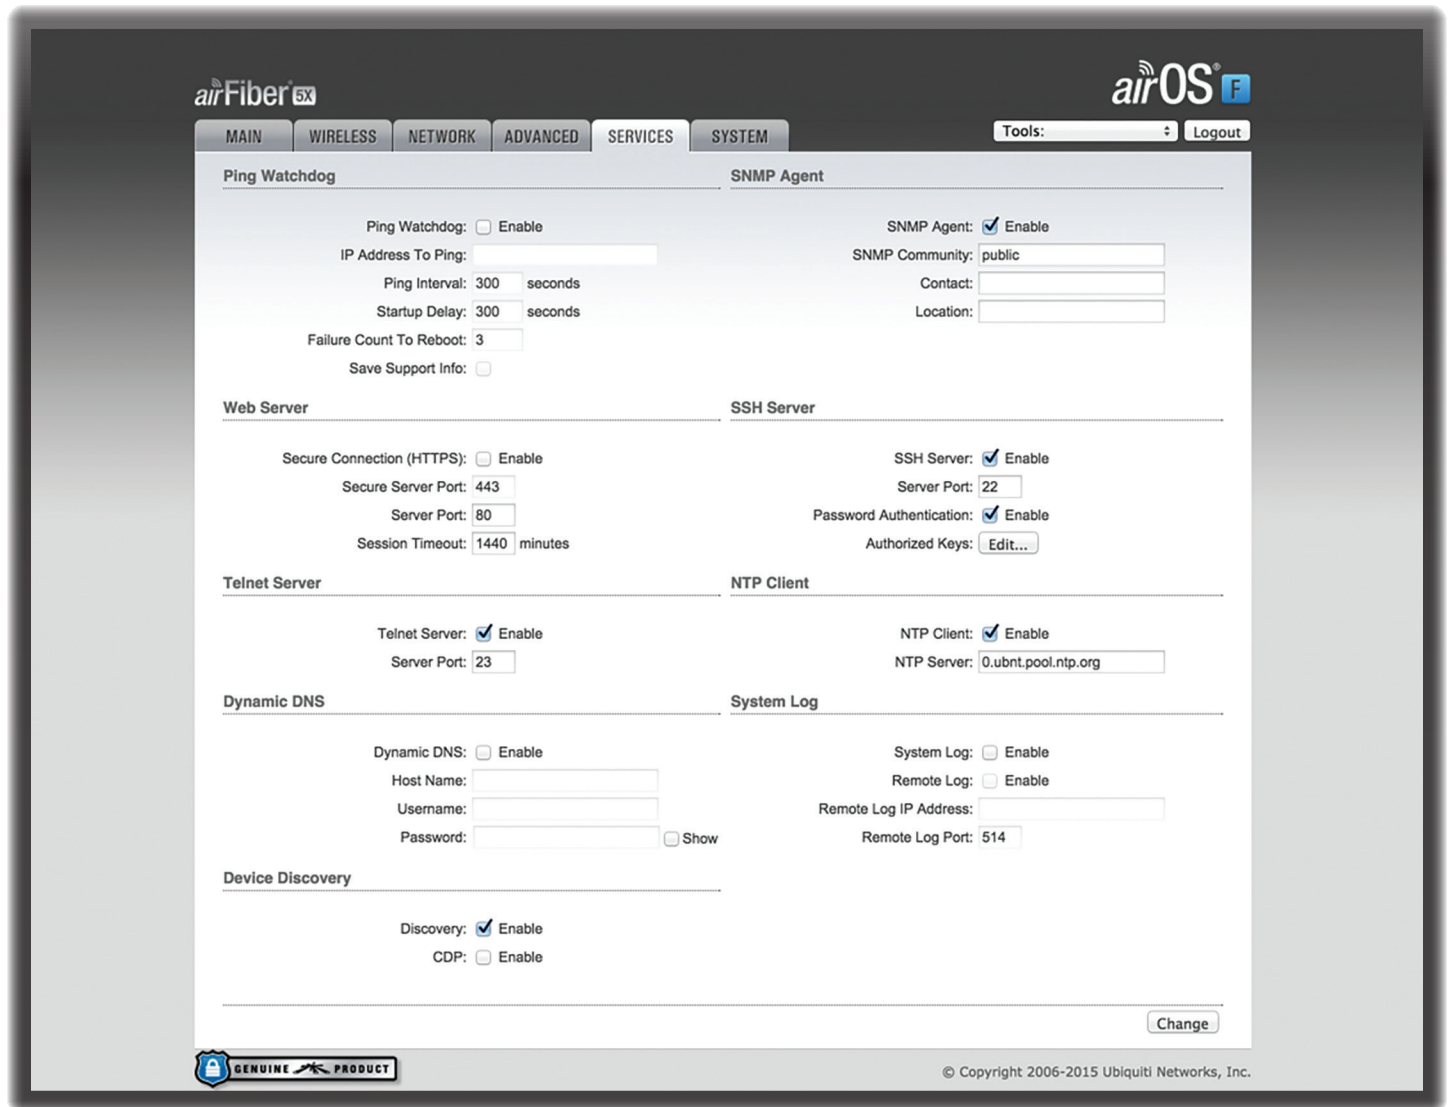 airFiber® 5X
airOS® F
MAIN WIRELESS NETWORK ADVANCED SERVICES SYSTEM
Tools: Logout
Ping Watchdog
Ping Watchdog: Enable
IP Address To Ping:
Ping Interval: 300 seconds
Startup Delay: 300 seconds
Failure Count To Reboot: 3
Save Support Info:
SNMP Agent
SNMP Agent: Enable
SNMP Community: public
Contact:
Location:
Web Server
Secure Connection (HTTPS): Enable
Secure Server Port: 443
Server Port: 80
Session Timeout: 1440 minutes
SSH Server
SSH Server: Enable
Server Port: 22
Password Authentication: Enable
Authorized Keys: Edit...
Telnet Server
Telnet Server: Enable
Server Port: 23
NTP Client
NTP Client: Enable
NTP Server: 0.ubnt.pool.ntp.org
Dynamic DNS
Dynamic DNS: Enable
Host Name:
Username:
Password: Show
System Log
System Log: Enable
Remote Log: Enable
Remote Log IP Address:
Remote Log Port: 514
Device Discovery
Discovery: Enable
CDP: Enable
Change
GENUINE PRODUCT
© Copyright 2006-2015 Ubiquiti Networks, Inc.